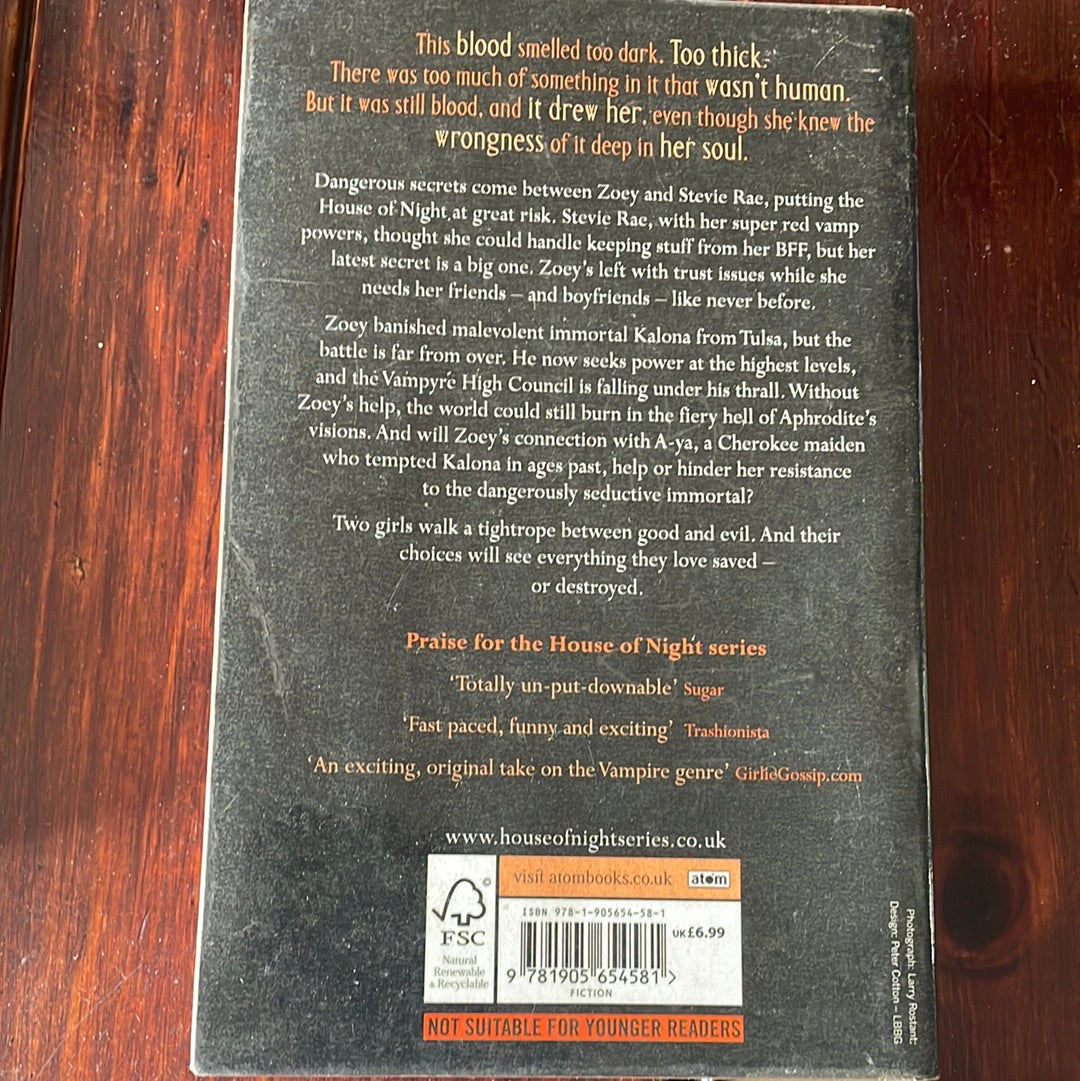 This blood smelled too dark. Too thick.
There was too much of something in it that wasn't human.
But it was still blood, and it drew her, even though she knew the
wrongness of it deep in her soul.
Dangerous secrets come between Zoey and Stevie Rae, putting the
House of Night at great risk. Stevie Rae, with her super red vamp
powers, thought she could handle keeping stuff from her BFF, but her
latest secret is a big one. Zoey's left with trust issues while she
needs her friends – and boyfriends – like never before.
Zoey banished malevolent immortal Kalona from Tulsa, but the
battle is far from over. He now seeks power at the highest levels,
and the Vampyre High Council is falling under his thrall. Without
Zoey's help, the world could still burn in the fiery hell of Aphrodite's
visions. And will Zoey's connection with A-ya, a Cherokee maiden
who tempted Kalona in ages past, help or hinder her resistance
to the dangerously seductive immortal?
Two girls walk a tightrope between good and evil. And their
choices will see everything they love saved –
or destroyed.
Praise for the House of Night series
'Totally un-put-downable' Sugar
'Fast paced, funny and exciting' Trashionista
'An exciting, original take on the Vampire genre' GirlieGossip.com
www.houseofnightseries.co.uk
visit atombooks.co.uk atom
ISBN 978-1-905654-58-1
UK £6.99
9 781905 654581 >
FICTION
©
FSC
Natural
Renewable
& Recyclable
NOT SUITABLE FOR YOUNGER READERS
Photograph: Larry Rostant:
Design: Peter Cotton – LBBG